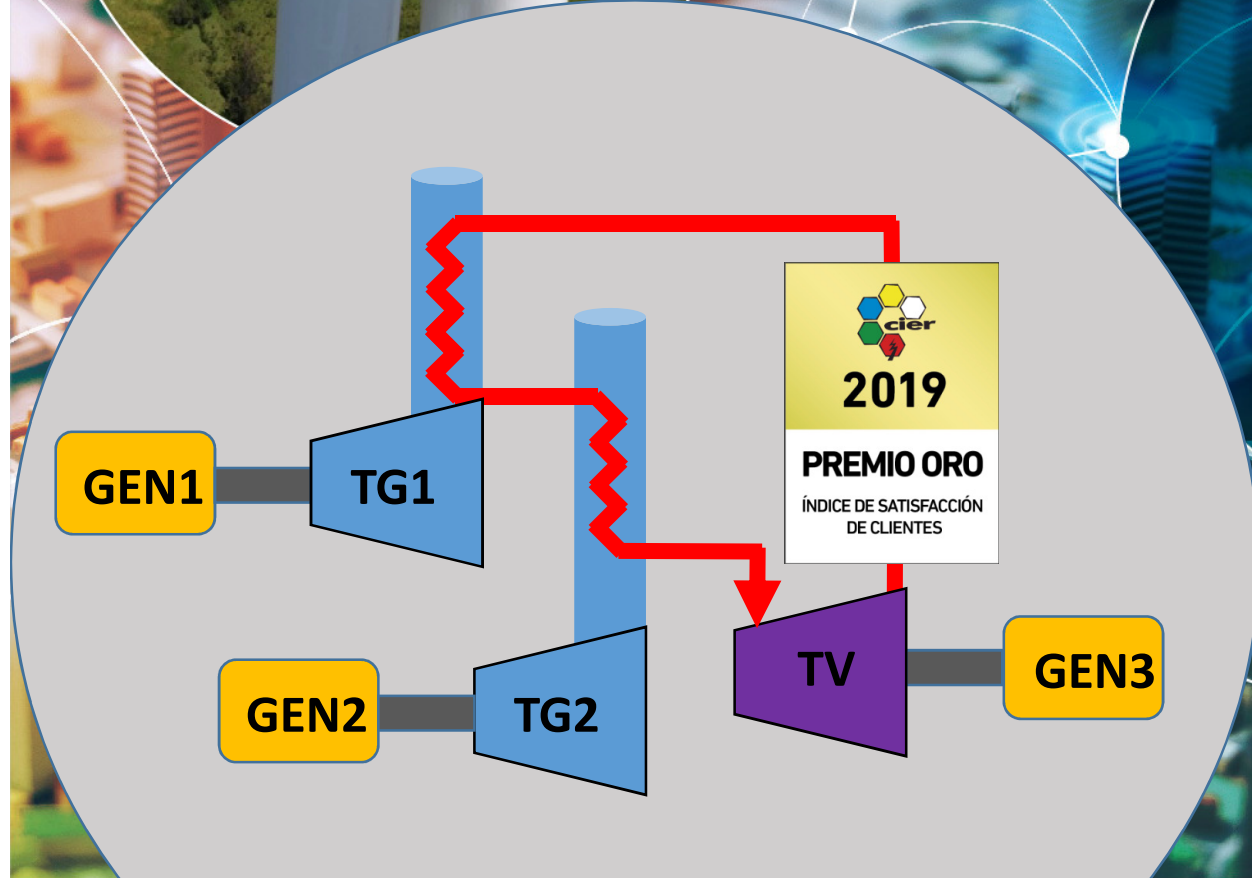 cier
2019
PREMIO ORO
ÍNDICE DE SATISFACCIÓN
DE CLIENTES
GEN1
TG1
GEN2
TG2
TV
GEN3